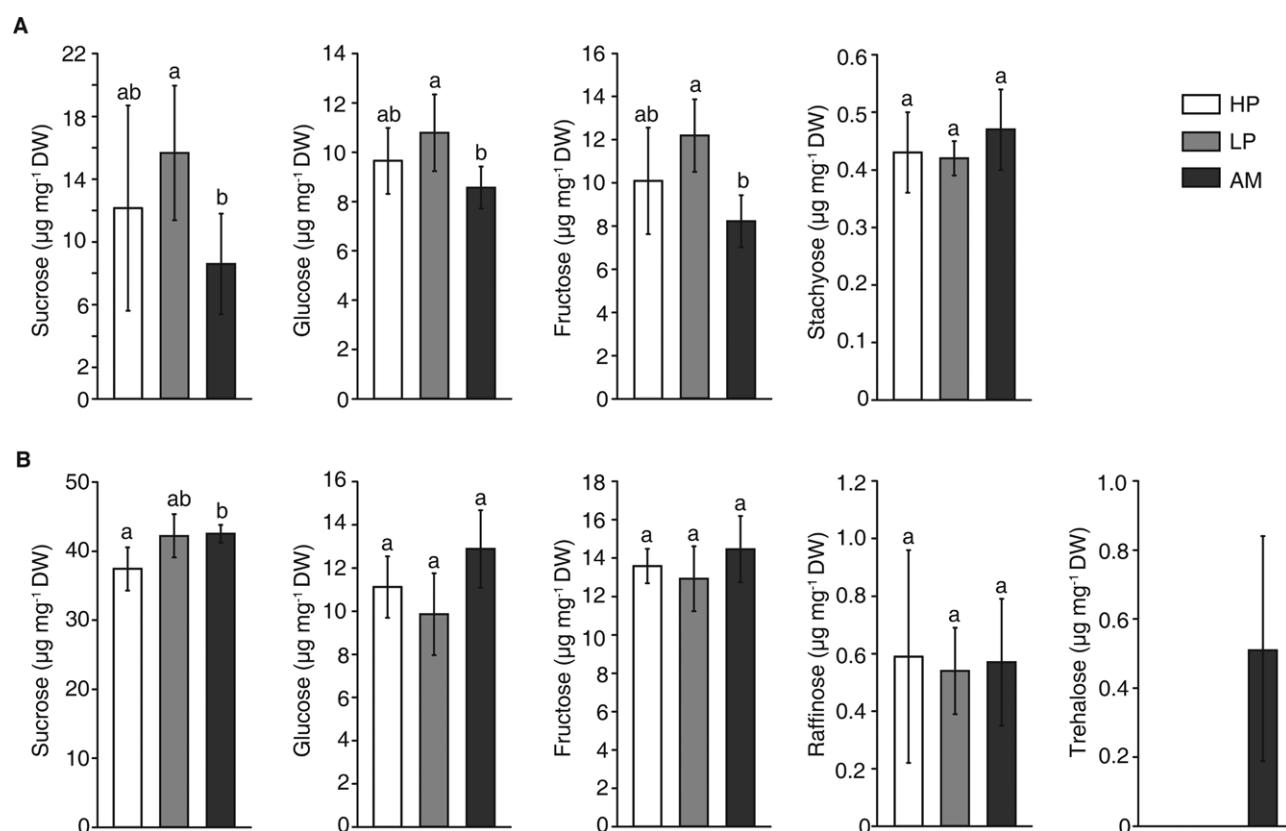 A
Sucrose (µg mg⁻¹ DW)
22
18
14
10
6
2
0
ab
a
b
Glucose (µg mg⁻¹ DW)
14
12
10
8
6
4
2
0
ab
a
b
Fructose (µg mg⁻¹ DW)
16
14
12
10
8
6
4
2
0
ab
a
b
Stachyose (µg mg⁻¹ DW)
0.6
0.5
0.4
0.3
0.2
0.1
0
a
a
a
HP
LP
AM
B
Sucrose (µg mg⁻¹ DW)
50
40
30
20
10
0
a
ab
b
Glucose (µg mg⁻¹ DW)
16
14
12
10
8
6
4
2
0
a
a
a
Fructose (µg mg⁻¹ DW)
18
16
14
12
10
8
6
4
2
0
a
a
a
Raffinose (µg mg⁻¹ DW)
1.2
1.0
0.8
0.6
0.4
0.2
0
a
a
a
Trehalose (µg mg⁻¹ DW)
1.0
0.8
0.6
0.4
0.2
0